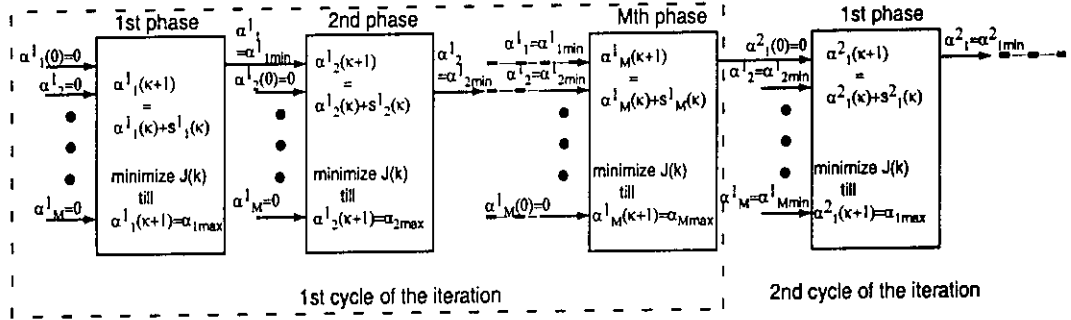 1st phase
α¹₁(0)=0
α¹₂=0
α¹_M=0
α¹₁(κ+1)
=
α¹₁(κ)+s¹₁(κ)
minimize J(k)
till
α¹₁(κ+1)=α₁max
2nd phase
α¹₁
=α¹₁min
α¹₂(0)=0
α¹_M=0
α¹₂(κ+1)
=
α¹₂(κ)+s¹₂(κ)
minimize J(k)
till
α¹₂(κ+1)=α₂max
α¹₂
=α¹₂min
Mth phase
α¹₁=α¹₁min
α¹₂=α¹₂min
α¹_M(0)=0
α¹_M(κ+1)
=
α¹_M(κ)+s¹_M(κ)
minimize J(k)
till
α¹_M(κ+1)=α_Mmax
1st cycle of the iteration
1st phase
α²₁(0)=0
α¹₂=α¹₂min
α¹_M=α¹_Mmin
α²₁(κ+1)
=
α²₁(κ)+s²₁(κ)
minimize J(k)
till
α²₁(κ+1)=α₁max
α²₁=α²₁min
2nd cycle of the iteration